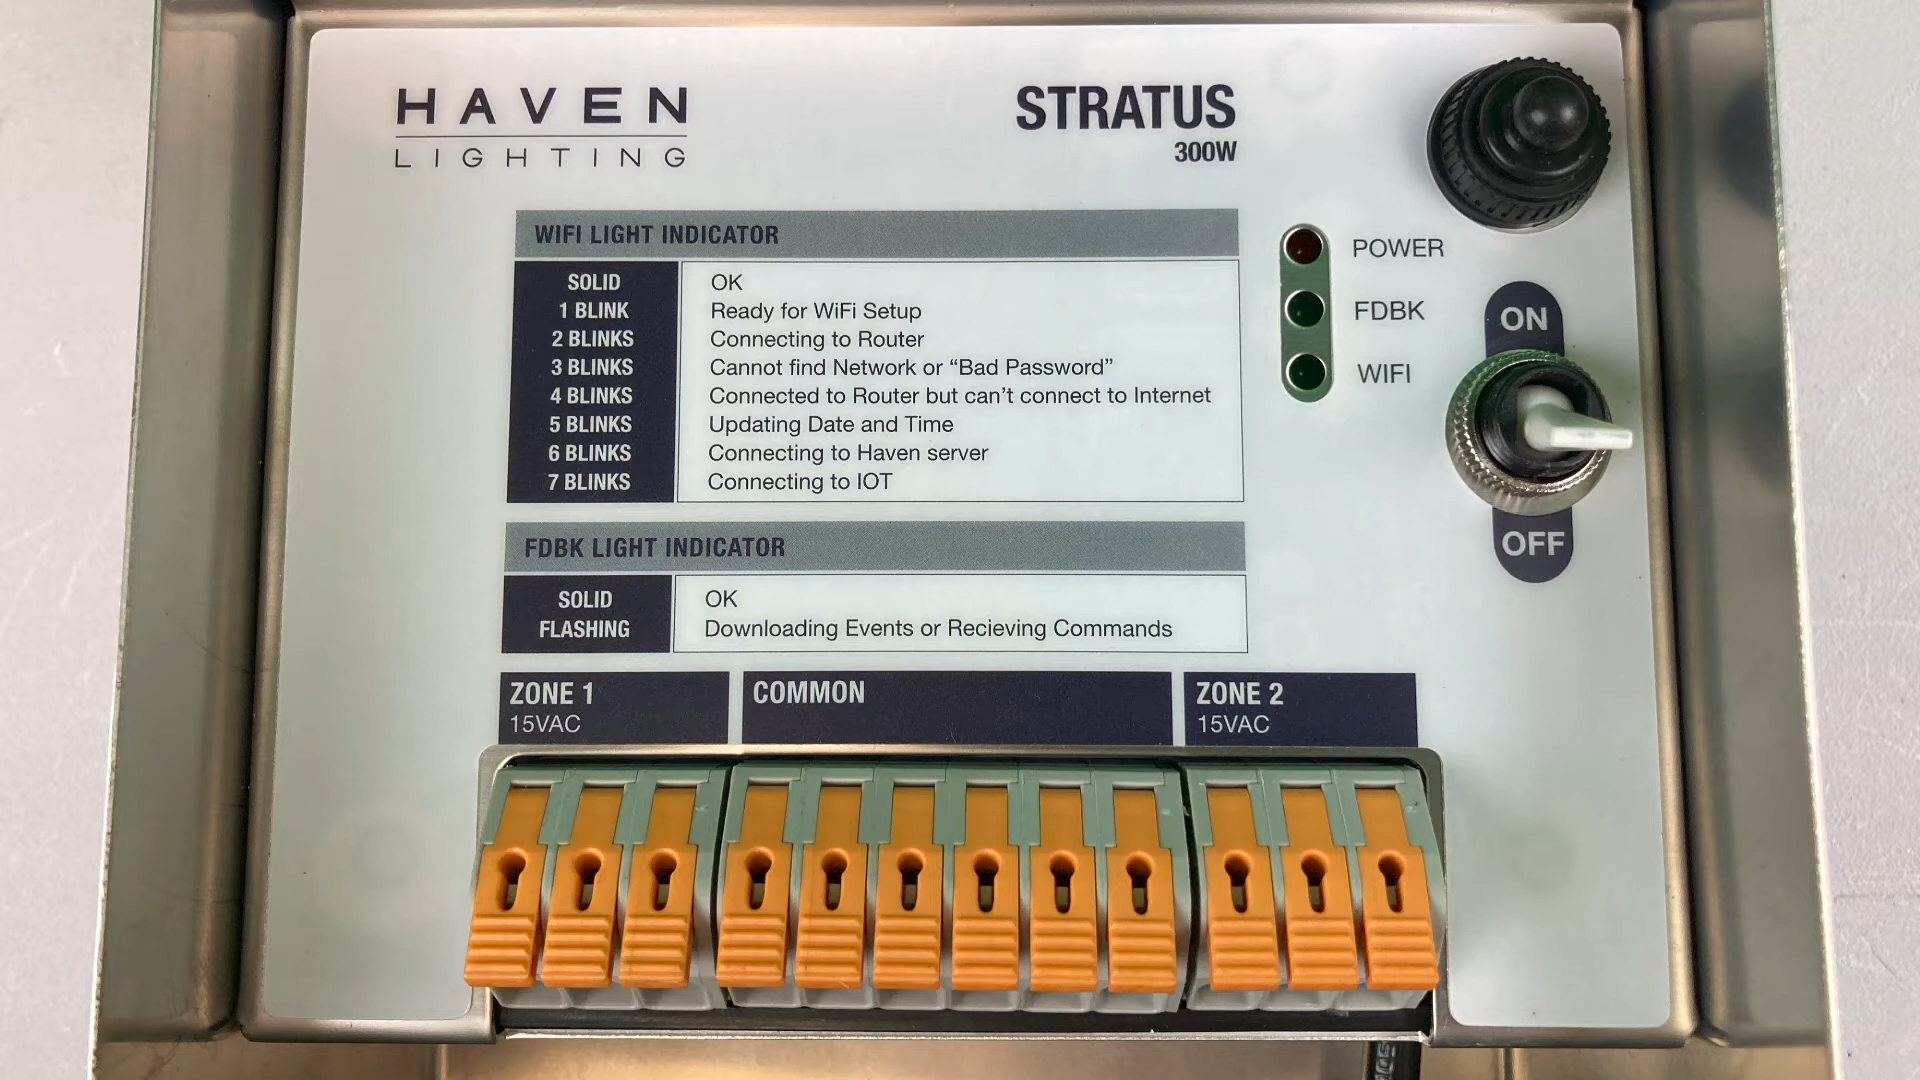 HAVEN
LIGHTING
STRATUS
300W
WIFI LIGHT INDICATOR
SOLID OK
1 BLINK Ready for WiFi Setup
2 BLINKS Connecting to Router
3 BLINKS Cannot find Network or “Bad Password”
4 BLINKS Connected to Router but can’t connect to Internet
5 BLINKS Updating Date and Time
6 BLINKS Connecting to Haven server
7 BLINKS Connecting to IOT
POWER
FDBK
WIFI
ON
OFF
FDBK LIGHT INDICATOR
SOLID OK
FLASHING Downloading Events or Recieving Commands
ZONE 1
15VAC
COMMON
ZONE 2
15VAC